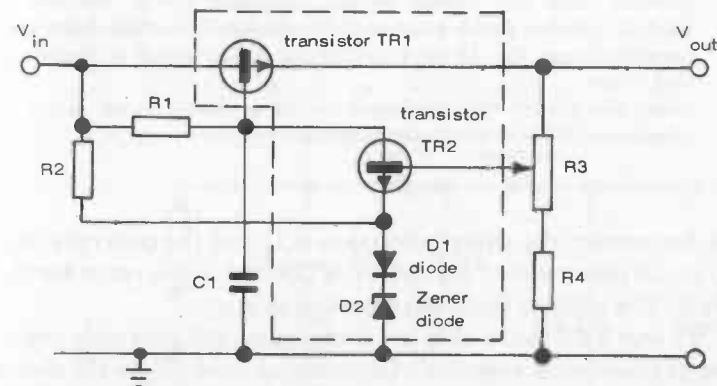 V in
transistor TR1
V out
R1
transistor
TR2
R2
R3
D1
diode
C1
D2
Zener
diode
R4